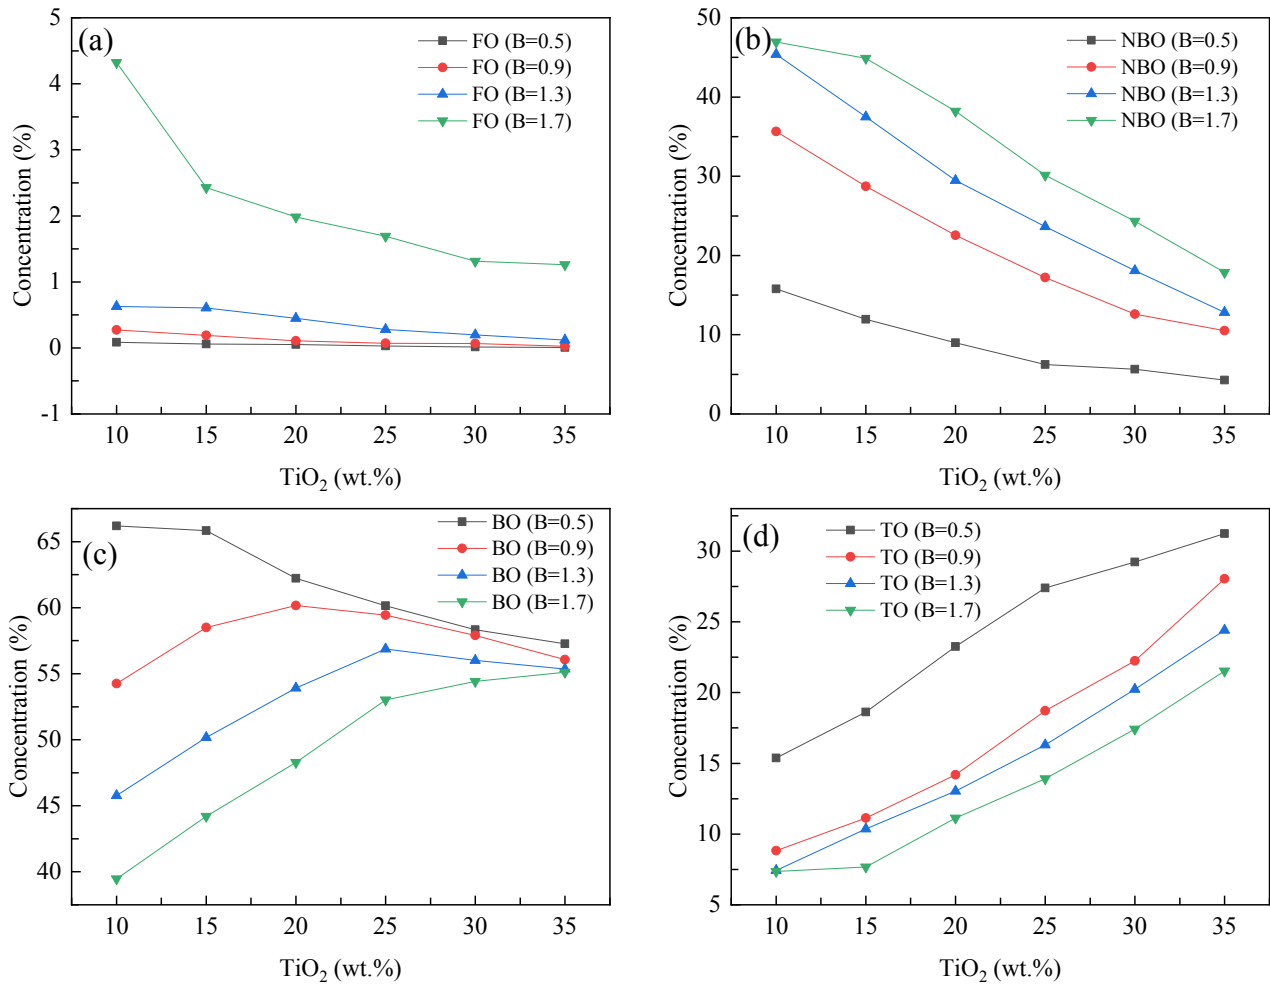 (a)
FO (B=0.5)
FO (B=0.9)
FO (B=1.3)
FO (B=1.7)
5
4
3
2
1
0
-1
Concentration (%)
10 15 20 25 30 35
TiO₂ (wt.%)
(b)
NBO (B=0.5)
NBO (B=0.9)
NBO (B=1.3)
NBO (B=1.7)
50
40
30
20
10
0
Concentration (%)
10 15 20 25 30 35
TiO₂ (wt.%)
(c)
BO (B=0.5)
BO (B=0.9)
BO (B=1.3)
BO (B=1.7)
65
60
55
50
45
40
Concentration (%)
10 15 20 25 30 35
TiO₂ (wt.%)
(d)
TO (B=0.5)
TO (B=0.9)
TO (B=1.3)
TO (B=1.7)
30
25
20
15
10
5
Concentration (%)
10 15 20 25 30 35
TiO₂ (wt.%)